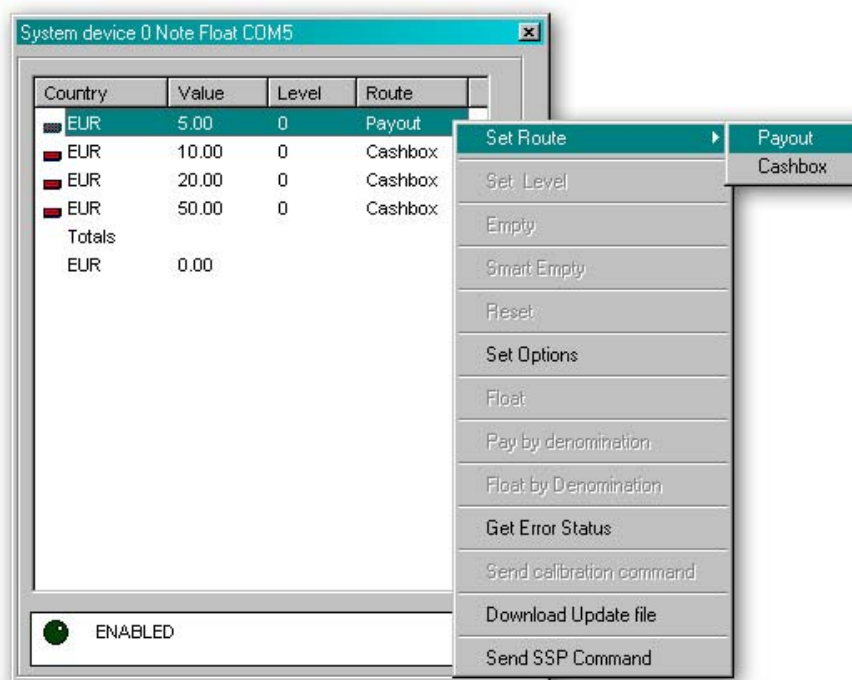 System device 0 Note Float COM5
Country Value Level Route
EUR 5.00 0 Payout
EUR 10.00 0 Cashbox
EUR 20.00 0 Cashbox
EUR 50.00 0 Cashbox
Totals
EUR 0.00
ENABLED
Set Route
Set Level
Empty
Smart Empty
Reset
Set Options
Float
Pay by denomination
Float by Denomination
Get Error Status
Send calibration command
Download Update file
Send SSP Command
Payout
Cashbox